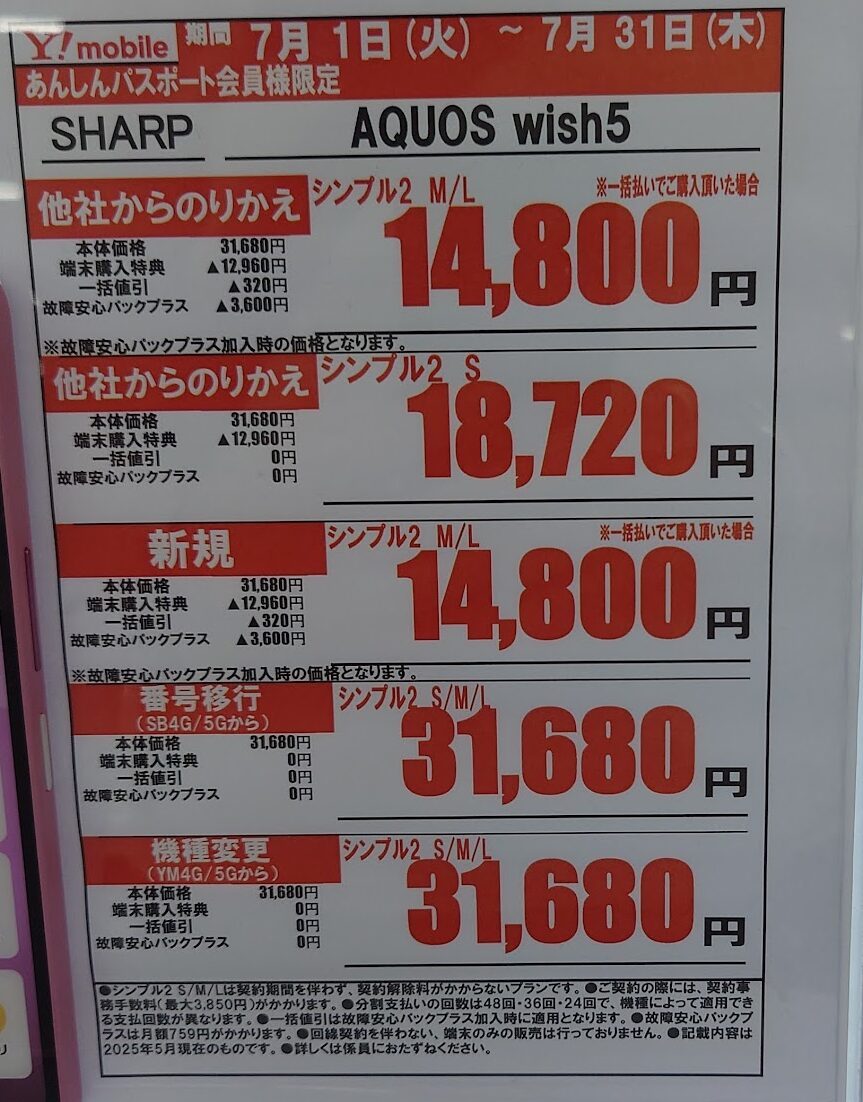 Y!mobile 期間 7月 1日(火) ~ 7月 31日(木)
あんしんパスポート会員様限定
SHARP AQUOS wish5
他社からのりかえ シンプル2 M/L ※一括払いでご購入頂いた場合
14,800円
本体価格 31,680円
端末購入特典 ▲12,960円
一括値引 ▲320円
故障安心パックプラス ▲3,600円
※故障安心パックプラス加入時の価格となります。
他社からのりかえ シンプル2 S
18,720円
本体価格 31,680円
端末購入特典 ▲12,960円
一括値引 0円
故障安心パックプラス 0円
新規 シンプル2 M/L ※一括払いでご購入頂いた場合
14,800円
本体価格 31,680円
端末購入特典 ▲12,960円
一括値引 ▲320円
故障安心パックプラス ▲3,600円
※故障安心パックプラス加入時の価格となります。
番号移行 シンプル2 S/M/L
(SB4G/5Gから)
31,680円
本体価格 31,680円
端末購入特典 0円
一括値引 0円
故障安心パックプラス 0円
機種変更 シンプル2 S/M/L
(YM4G/5Gから)
31,680円
本体価格 31,680円
端末購入特典 0円
一括値引 0円
故障安心パックプラス 0円
●シンプル2 S/M/Lは契約期間を伴わず、契約解除料がかからないプランです。●ご契約の際には、契約事
務手数料(最大3,850円)がかかります。●分割支払いの回数は48回・36回・24回で、機種によって適用でき
る支払回数が異なります。●一括値引は故障安心パックプラス加入時に適用となります。●故障安心パックプ
ラスは月額759円がかかります。●回線契約を伴わない、端末のみの販売は行っておりません。●記載内容は
2025年5月現在のものです。●詳しくは係員におたずねください。